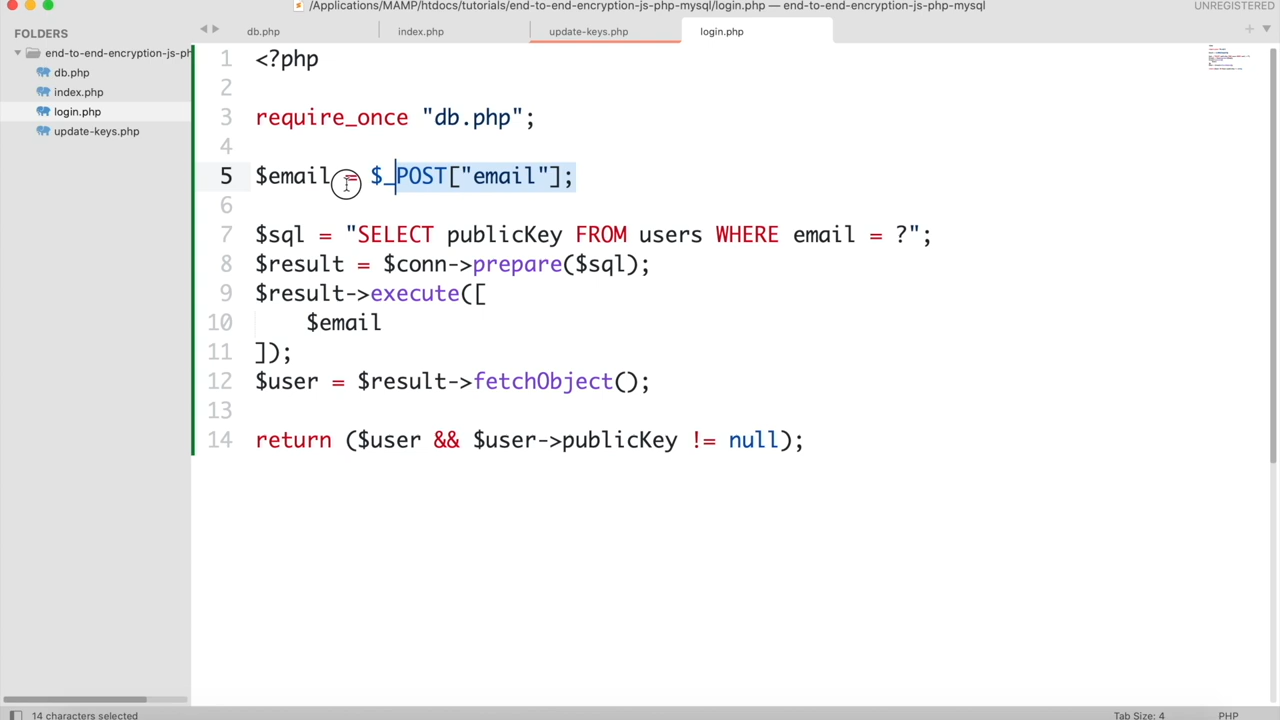 /Applications/MAMP/htdocs/tutorials/end-to-end-encryption-js-php-mysql/login.php — end-to-end-encryption-js-php-mysql
UNREGISTERED
FOLDERS
end-to-end-encryption-js-ph
db.php
index.php
login.php
update-keys.php
db.php
index.php
update-keys.php
login.php
1 <?php
2
3 require_once "db.php";
4
5 $email = $_POST["email"];
6
7 $sql = "SELECT publicKey FROM users WHERE email = ?";
8 $result = $conn->prepare($sql);
9 $result->execute([
10 $email
11 ]);
12 $user = $result->fetchObject();
13
14 return ($user && $user->publicKey != null);
14 characters selected
Tab Size: 4
PHP